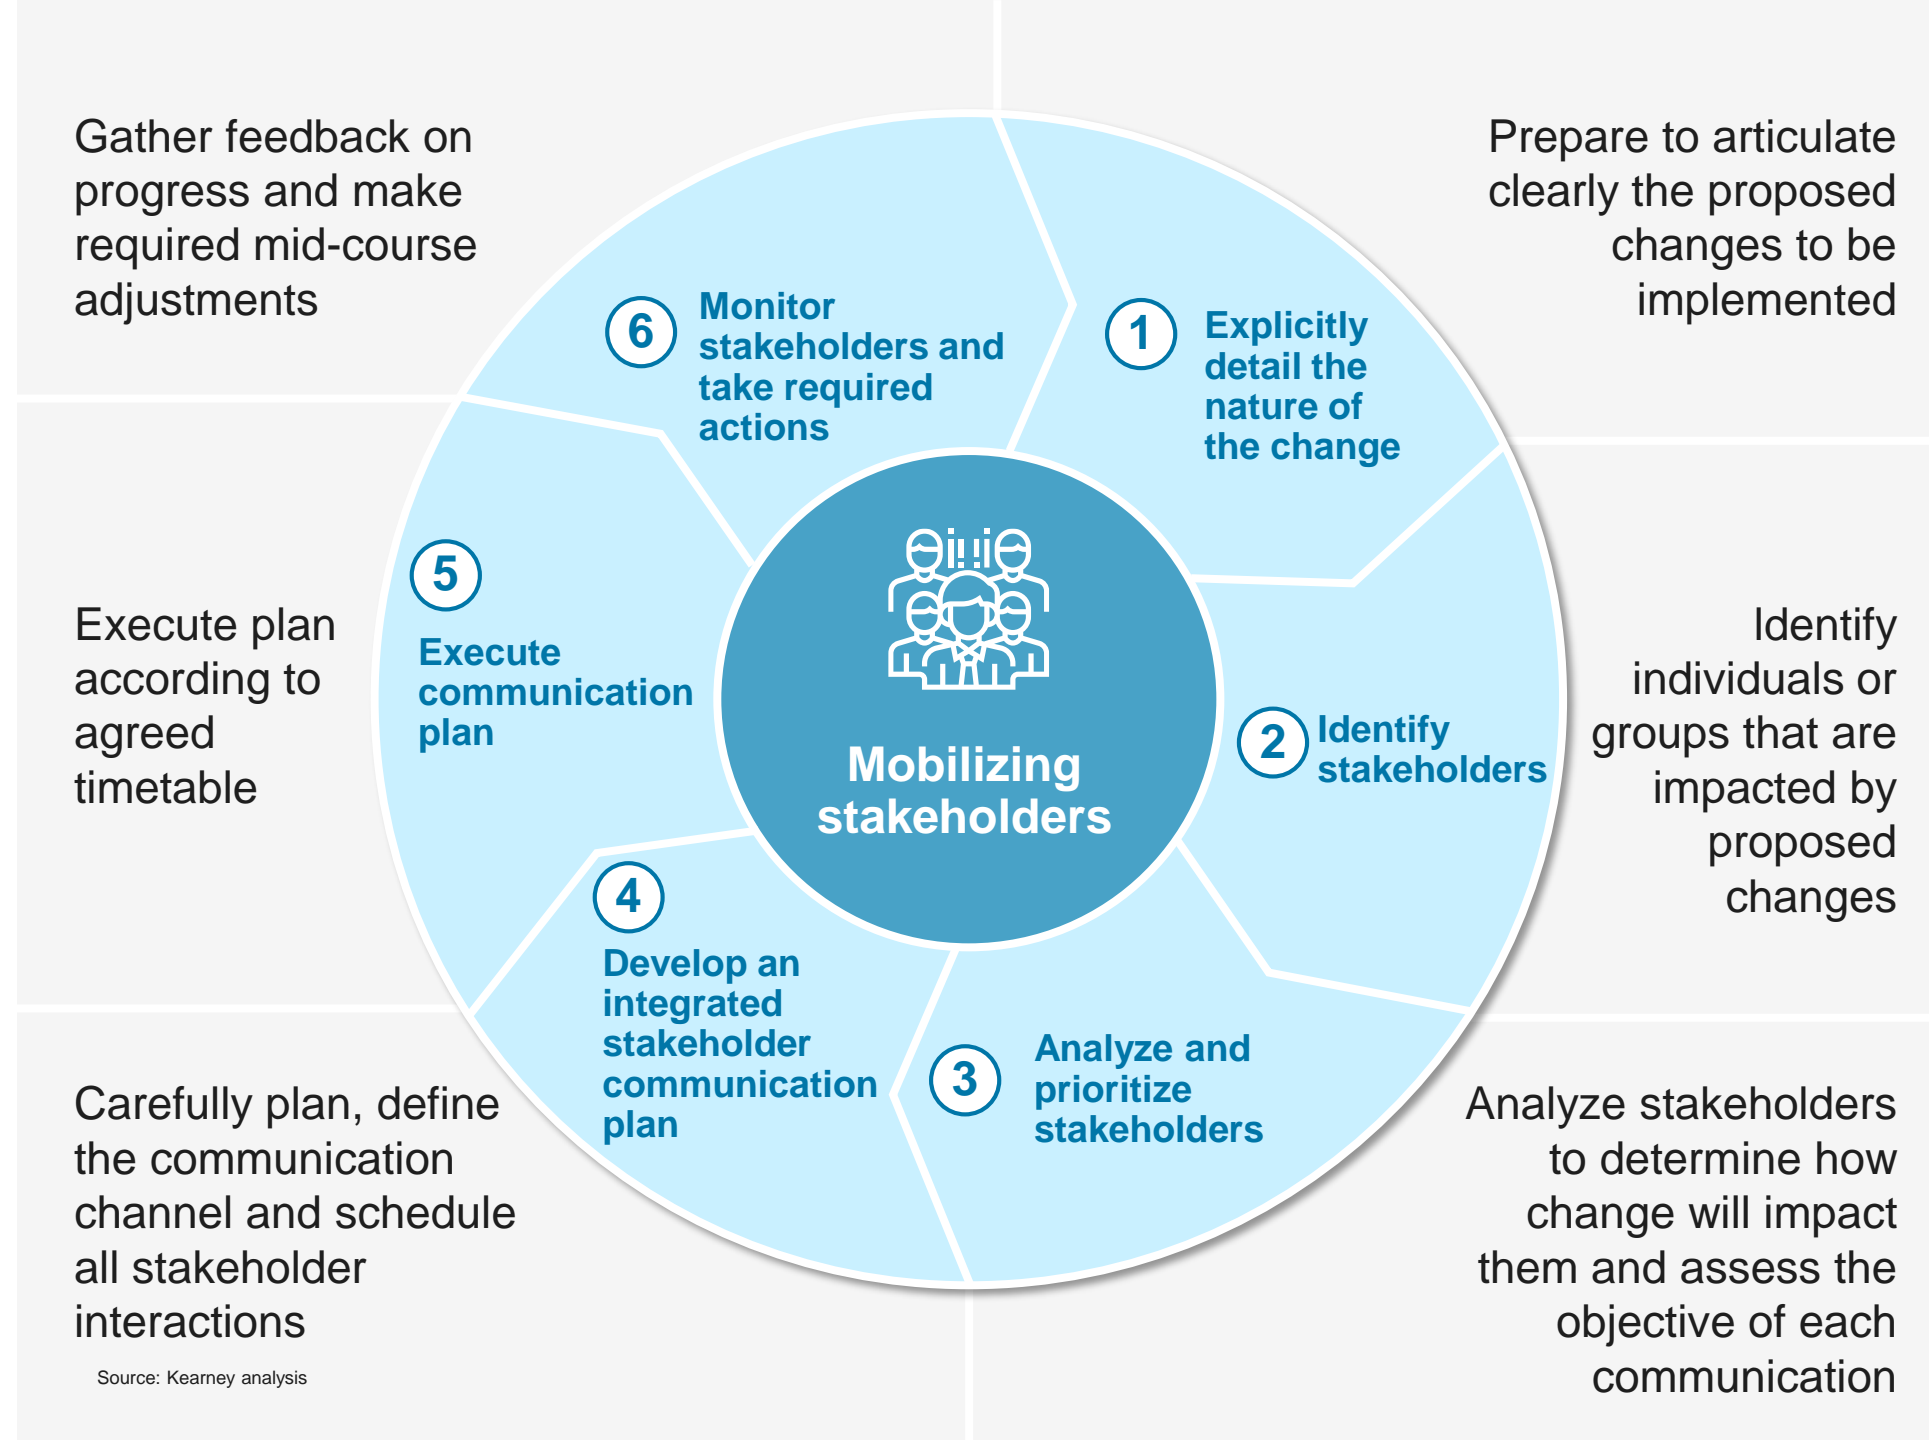 Gather feedback on
progress and make
required mid-course
adjustments
Prepare to articulate
clearly the proposed
changes to be
implemented
6
Monitor
stakeholders and
take required
actions
1
Explicitly
detail the
nature of
the change
5
Execute
communication
plan
Execute plan
according to
agreed
timetable
Mobilizing
stakeholders
2
Identify
stakeholders
Identify
individuals or
groups that are
impacted by
proposed
changes
4
Develop an
integrated
stakeholder
communication
plan
3
Analyze and
prioritize
stakeholders
Carefully plan, define
the communication
channel and schedule
all stakeholder
interactions
Analyze stakeholders
to determine how
change will impact
them and assess the
objective of each
communication
Source: Kearney analysis